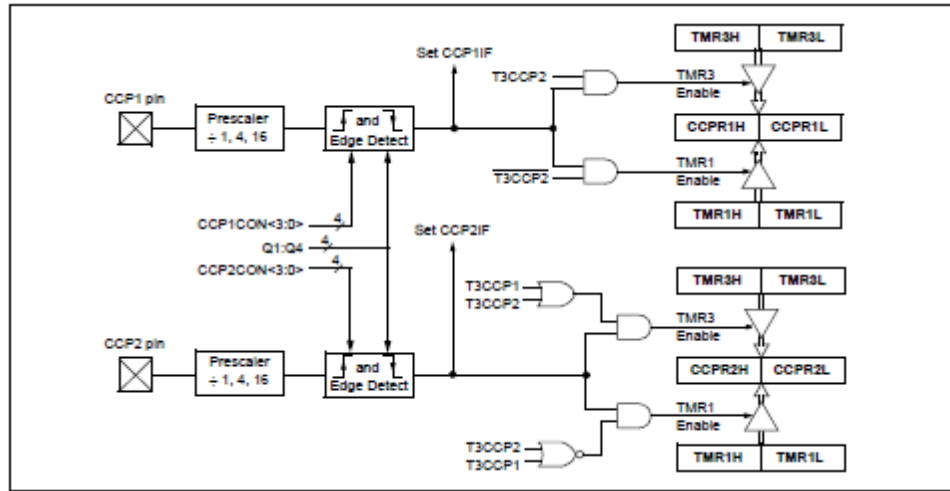 TMR3H TMR3L
Set CCP1IF
T3CCP2
TMR3
Enable
CCP1 pin
Prescaler
÷ 1, 4, 16
and
Edge Detect
CCPR1H CCPR1L
TMR1
Enable
T3CCP2
TMR1H TMR1L
CCP1CON<3:0> 4
Q1:Q4 4
CCP2CON<3:0> 4
Set CCP2IF
TMR3H TMR3L
T3CCP1
T3CCP2
TMR3
Enable
CCP2 pin
Prescaler
÷ 1, 4, 16
and
Edge Detect
CCPR2H CCPR2L
TMR1
Enable
T3CCP2
T3CCP1
TMR1H TMR1L